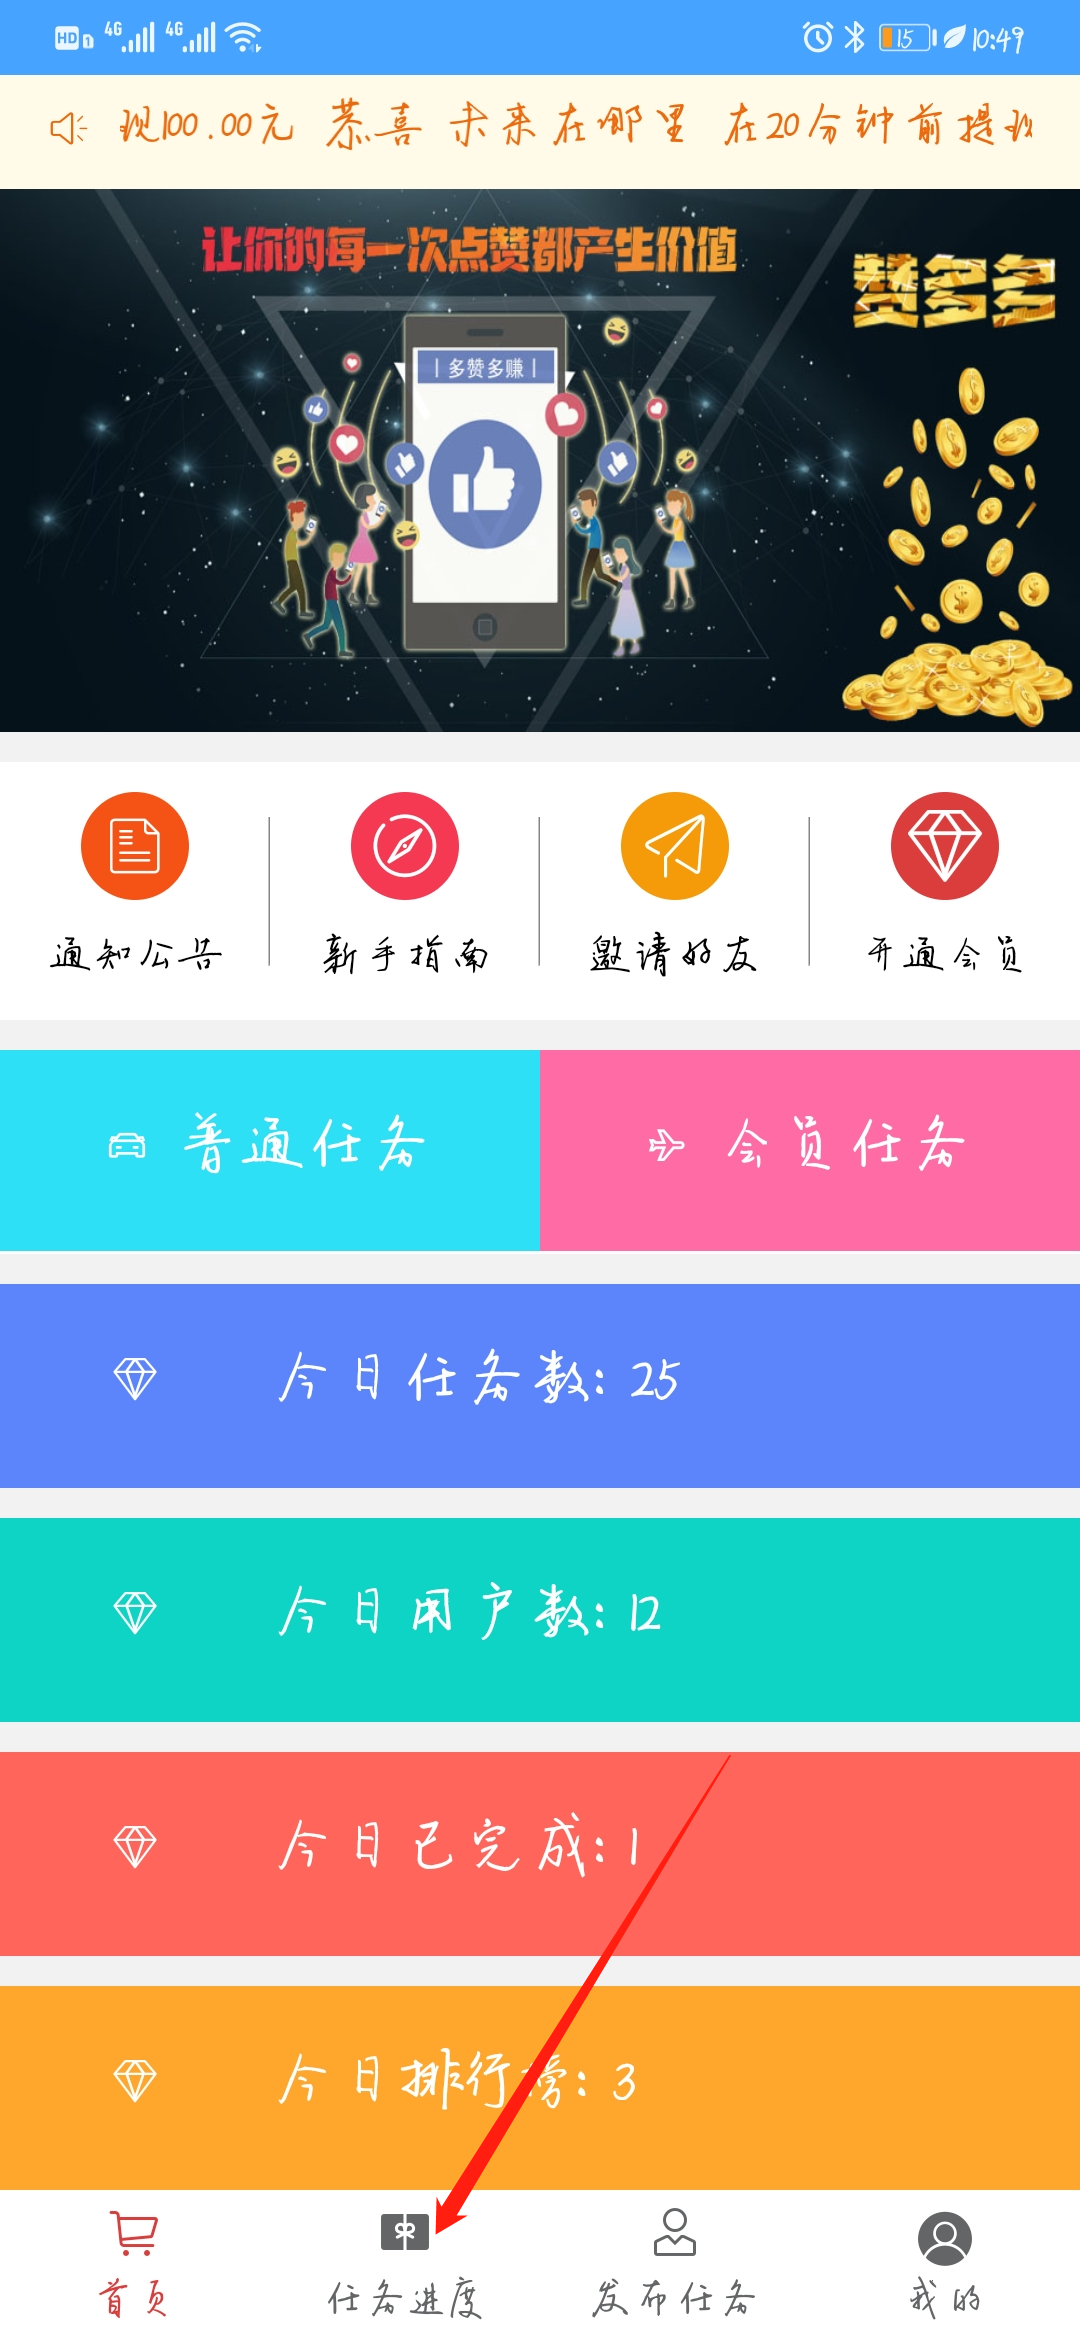 HD 1 4G 4G 15 10:49
现100.00元 恭喜 未来在哪里 在20分钟前提现
让你的每一次点赞都产生价值
赞多多
多赞多赚
通知公告 新手指南 邀请好友 开通会员
普通任务 会员任务
今日任务数: 25
今日用户数: 12
今日已完成: 1
今日排行榜: 3
首页 任务进度 发布任务 我的